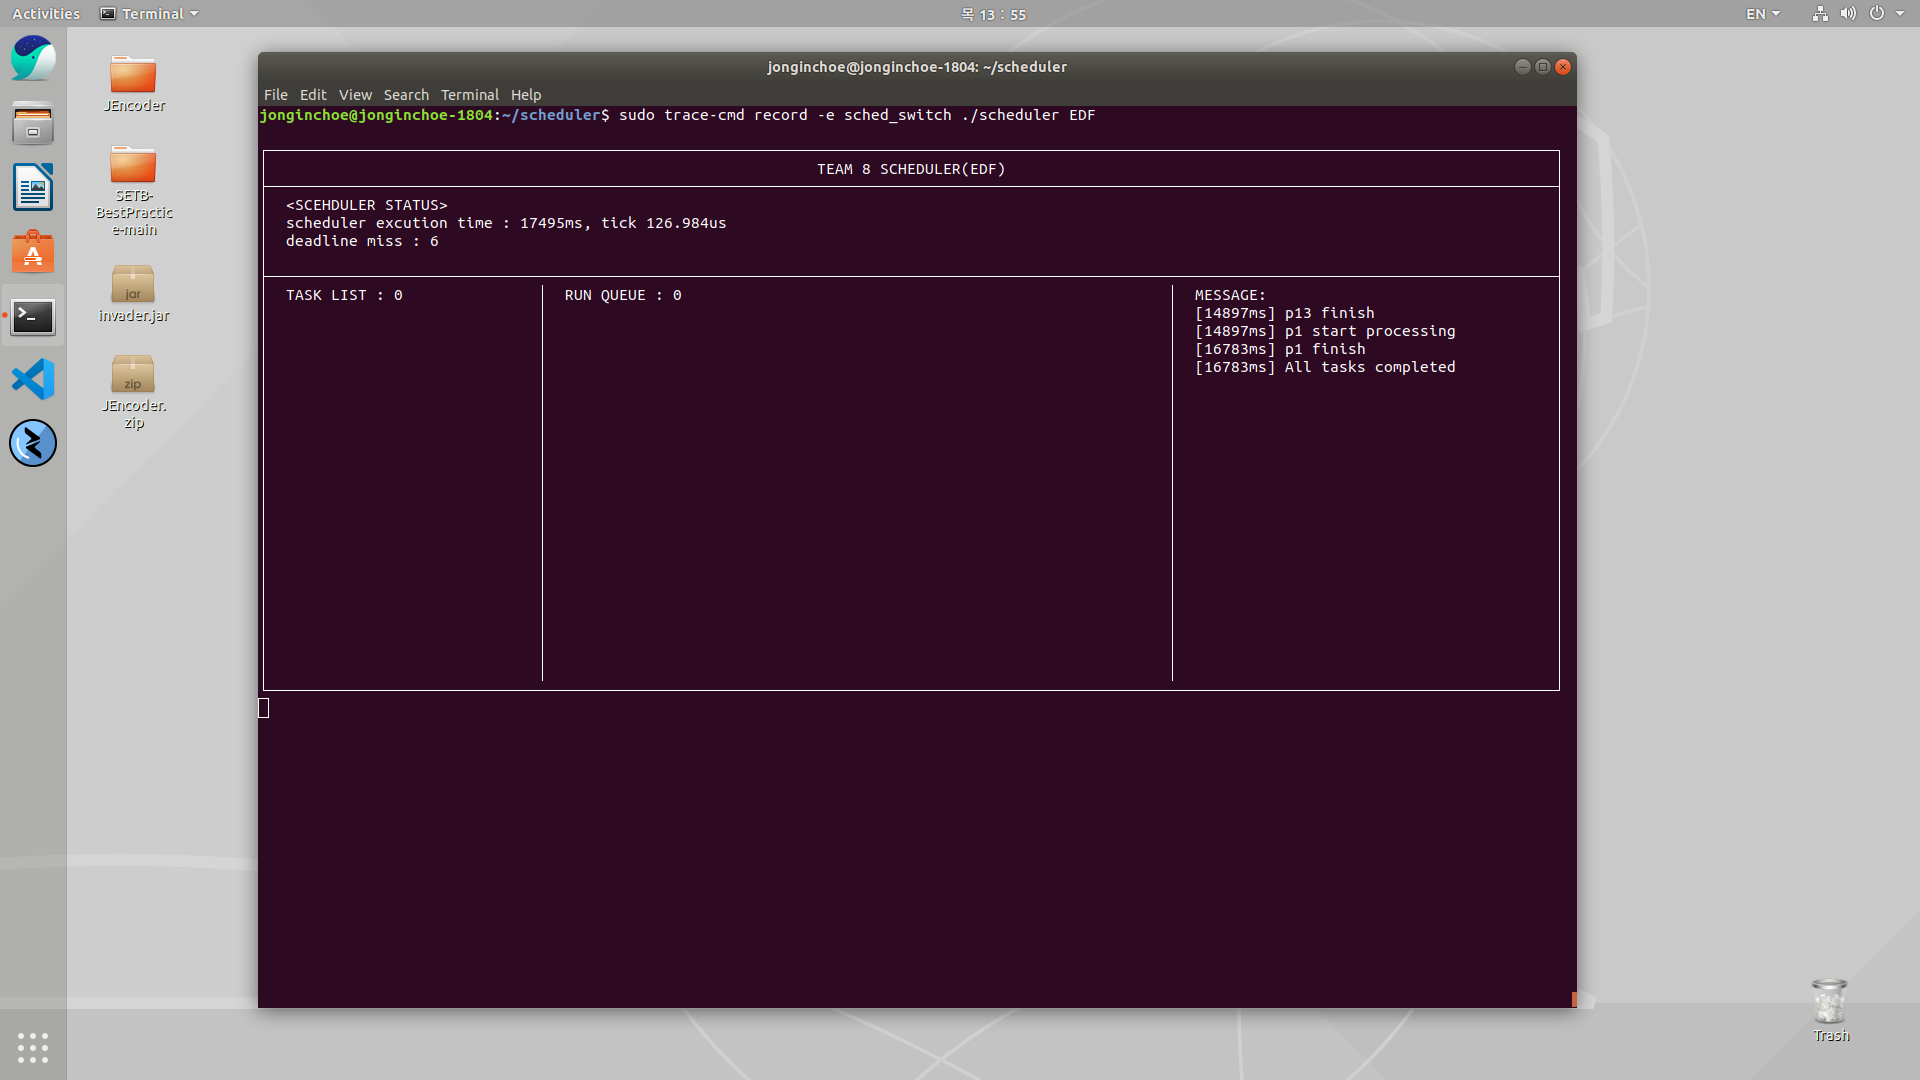 Activities
Terminal
목 13 : 55
EN
JEncoder
SETB-
BestPractic
e-main
jar
invader.jar
zip
JEncoder.
zip
jonginchoe@jonginchoe-1804: ~/scheduler
File Edit View Search Terminal Help
jonginchoe@jonginchoe-1804:~/scheduler$ sudo trace-cmd record -e sched_switch ./scheduler EDF
TEAM 8 SCHEDULER(EDF)
<SCEHDULER STATUS>
scheduler excution time : 17495ms, tick 126.984us
deadline miss : 6
TASK LIST : 0
RUN QUEUE : 0
MESSAGE:
[14897ms] p13 finish
[14897ms] p1 start processing
[16783ms] p1 finish
[16783ms] All tasks completed
Trash